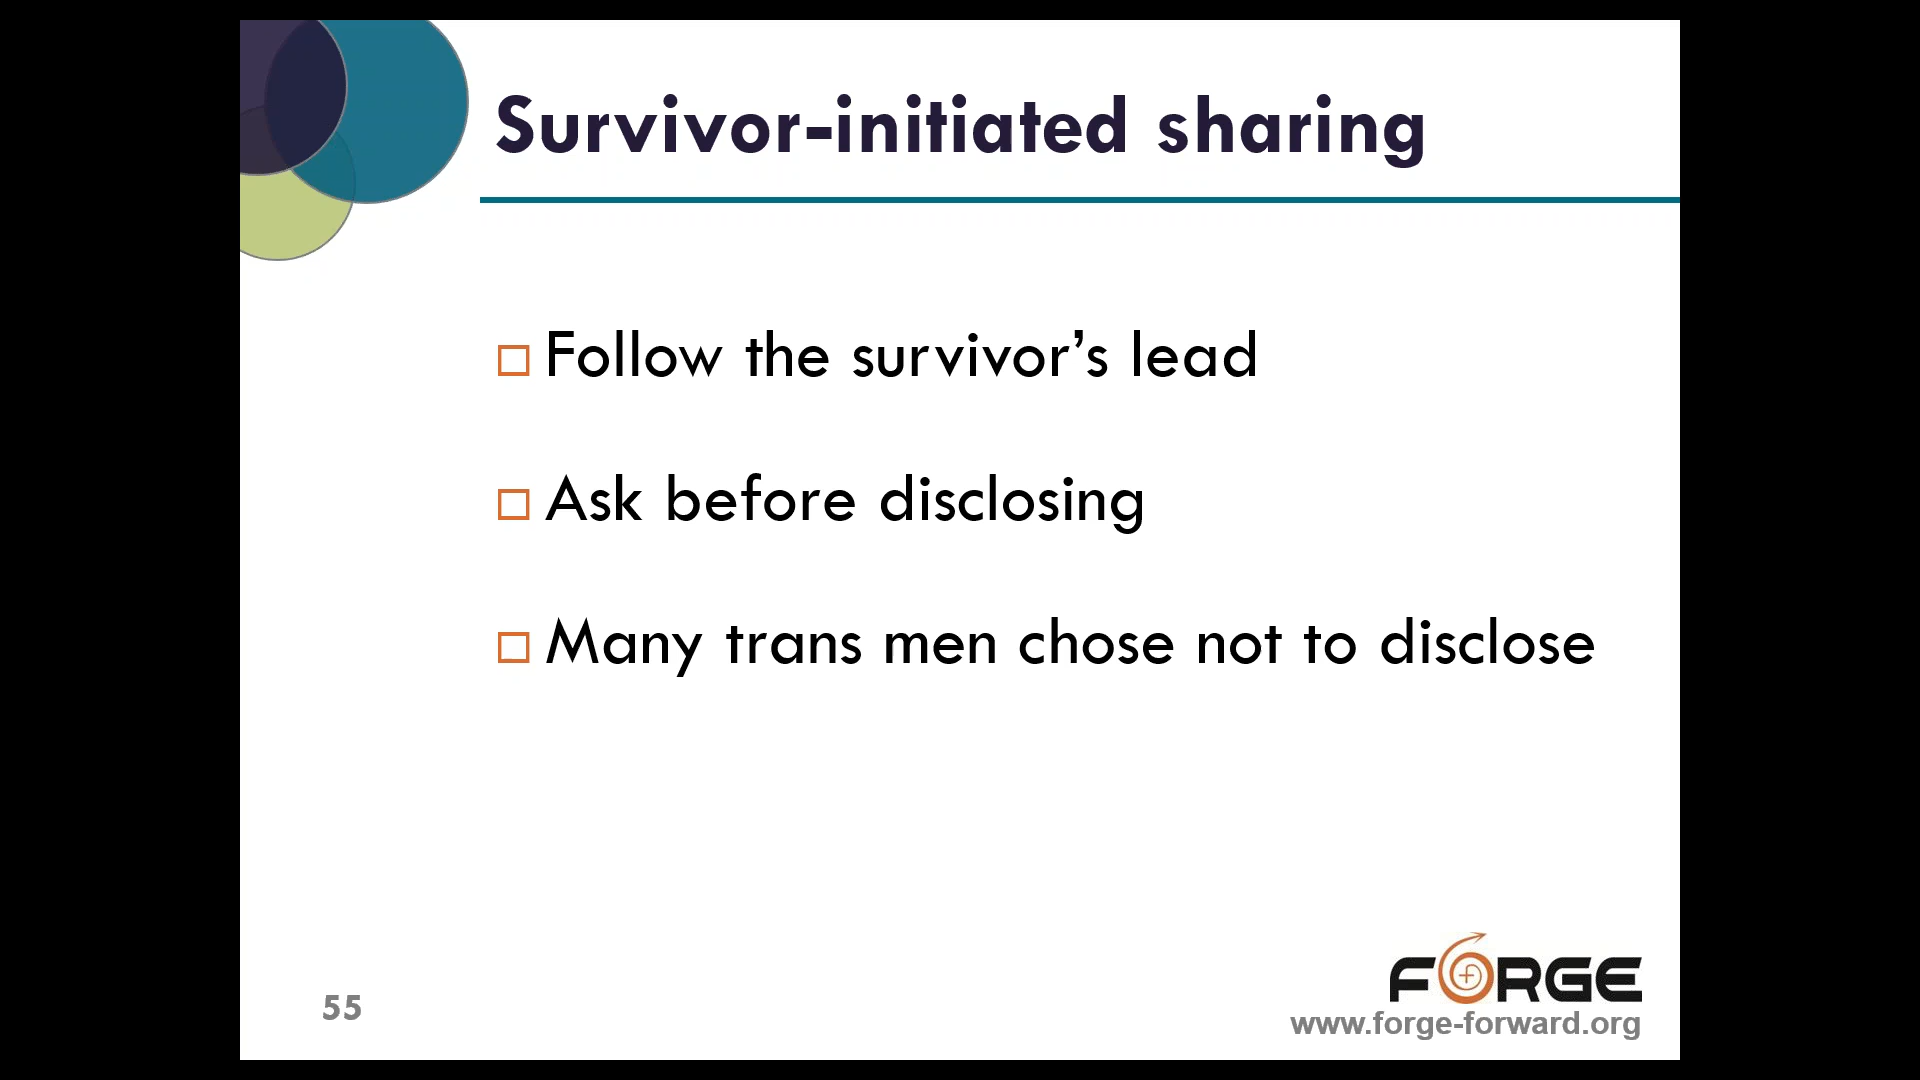 Survivor-initiated sharing
Follow the survivor’s lead
Ask before disclosing
Many trans men chose not to disclose
55
FORGE
www.forge-forward.org